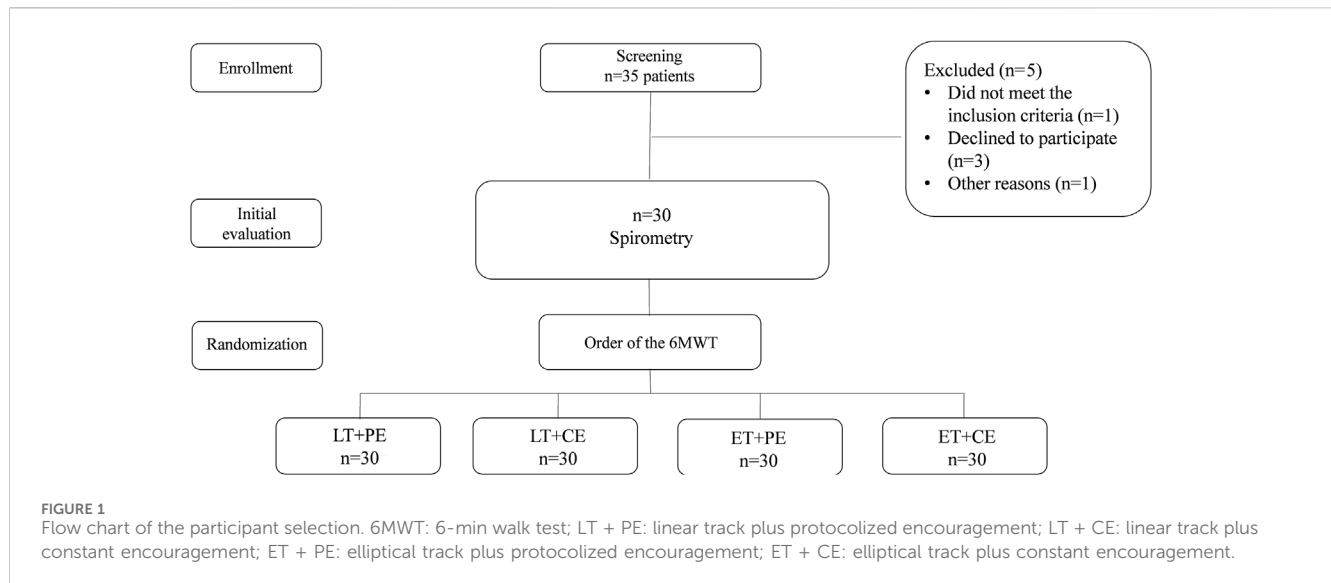 Enrollment
Screening
n=35 patients
Excluded (n=5)
• Did not meet the
inclusion criteria (n=1)
• Declined to participate
(n=3)
• Other reasons (n=1)
Initial
evaluation
n=30
Spirometry
Randomization
Order of the 6MWT
LT+PE
n=30
LT+CE
n=30
ET+PE
n=30
ET+CE
n=30
FIGURE 1
Flow chart of the participant selection. 6MWT: 6-min walk test; LT + PE: linear track plus protocolized encouragement; LT + CE: linear track plus
constant encouragement; ET + PE: elliptical track plus protocolized encouragement; ET + CE: elliptical track plus constant encouragement.